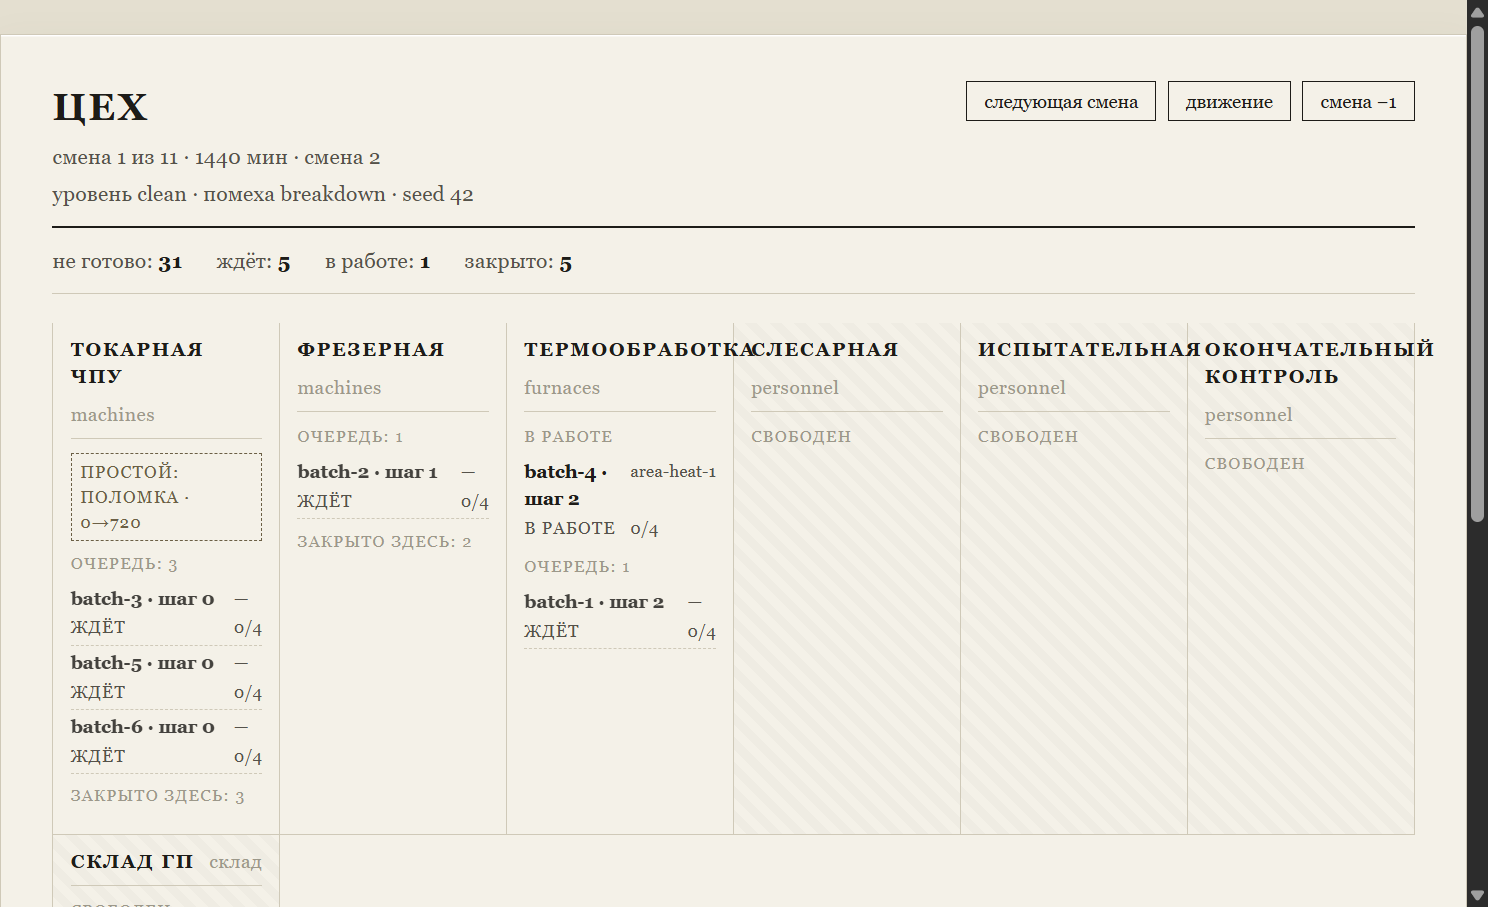 ЦЕХ
следующая смена
движение
смена −1
смена 1 из 11 · 1440 мин · смена 2
уровень clean · помеха breakdown · seed 42
не готово: 31 ждёт: 5 в работе: 1 закрыто: 5
ТОКАРНАЯ
ЧПУ
machines
ПРОСТОЙ:
ПОЛОМКА ·
0→720
ОЧЕРЕДЬ: 3
batch-3 · шаг 0 —
ЖДЁТ 0/4
batch-5 · шаг 0 —
ЖДЁТ 0/4
batch-6 · шаг 0 —
ЖДЁТ 0/4
ЗАКРЫТО ЗДЕСЬ: 3
ФРЕЗЕРНАЯ
machines
ОЧЕРЕДЬ: 1
batch-2 · шаг 1 —
ЖДЁТ 0/4
ЗАКРЫТО ЗДЕСЬ: 2
ТЕРМООБРАБОТКА
furnaces
В РАБОТЕ
batch-4 · area-heat-1
шаг 2
В РАБОТЕ 0/4
ОЧЕРЕДЬ: 1
batch-1 · шаг 2 —
ЖДЁТ 0/4
СЛЕСАРНАЯ
personnel
СВОБОДЕН
ИСПЫТАТЕЛЬНАЯ
personnel
СВОБОДЕН
ОКОНЧАТЕЛЬНЫЙ
КОНТРОЛЬ
personnel
СВОБОДЕН
СКЛАД ГП склад